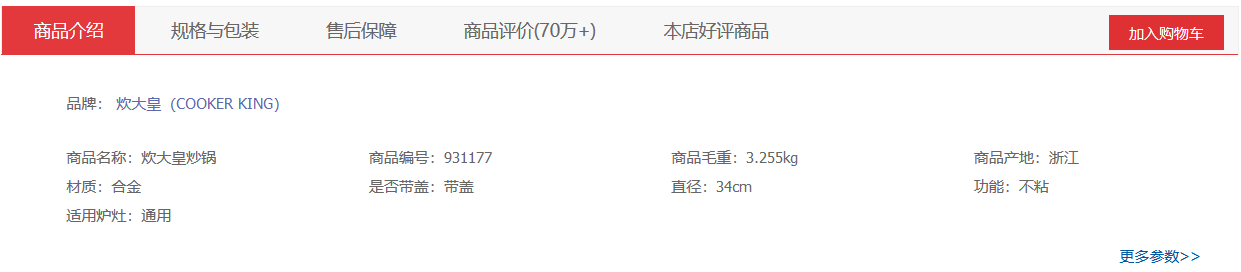 商品介绍 规格与包装 售后保障 商品评价(70万+) 本店好评商品 加入购物车
品牌： 炊大皇（COOKER KING）
商品名称：炊大皇炒锅 商品编号：931177 商品毛重：3.255kg 商品产地：浙江
材质：合金 是否带盖：带盖 直径：34cm 功能：不粘
适用炉灶：通用
更多参数>>